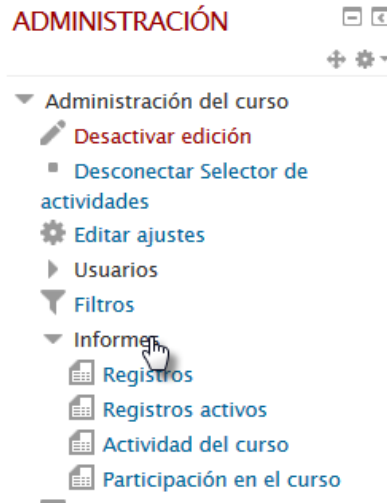 ADMINISTRACIÓN
Administración del curso
Desactivar edición
Desconectar Selector de
actividades
Editar ajustes
Usuarios
Filtros
Informes
Registros
Registros activos
Actividad del curso
Participación en el curso